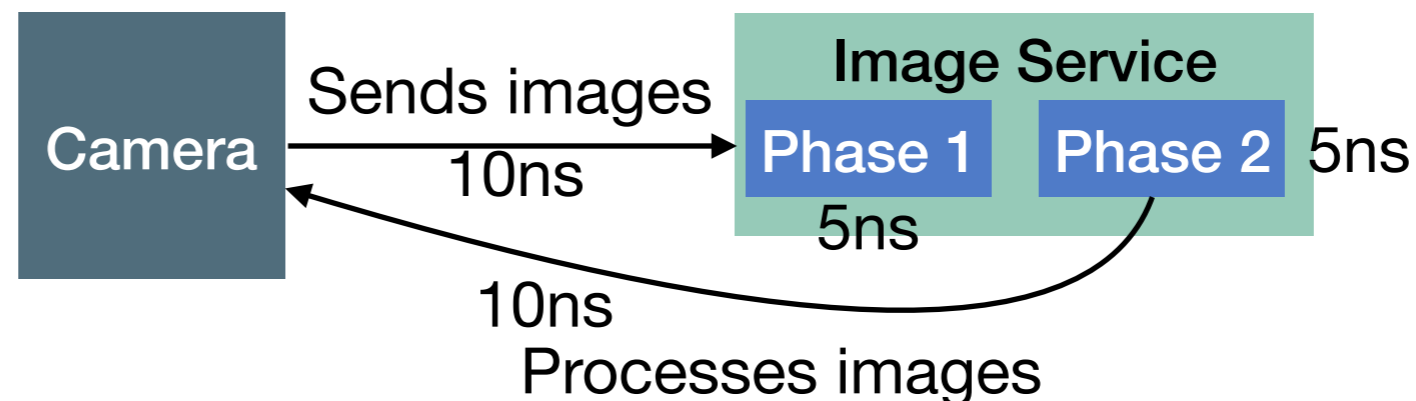 Image Service
Sends images
Camera
Phase 1
Phase 2
5ns
10ns
5ns
10ns
Processes images